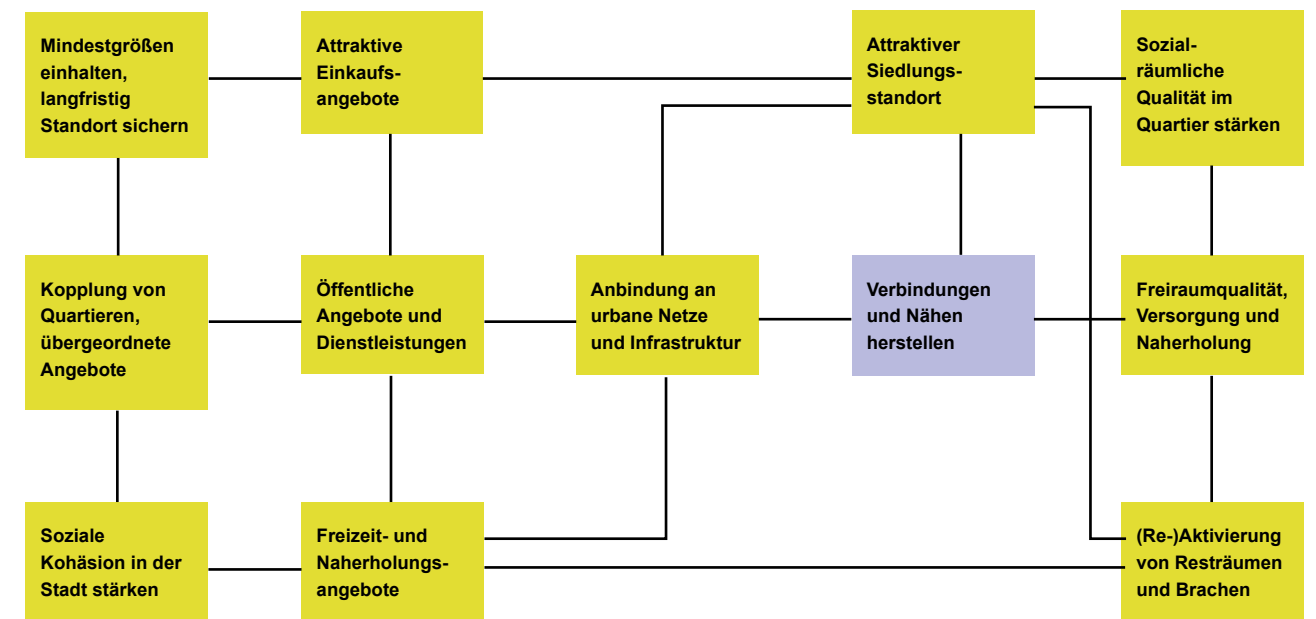 Mindestgrößen
einhalten,
langfristig
Standort sichern
Attraktive
Einkaufs-
angebote
Attraktiver
Siedlungs-
standort
Sozial-
räumliche
Qualität im
Quartier stärken
Kopplung von
Quartieren,
übergeordnete
Angebote
Öffentliche
Angebote und
Dienstleistungen
Anbindung an
urbane Netze
und Infrastruktur
Verbindungen
und Nähen
herstellen
Freiraumqualität,
Versorgung und
Naherholung
Soziale
Kohäsion in der
Stadt stärken
Freizeit- und
Naherholungs-
angebote
(Re-)Aktivierung
von Resträumen
und Brachen